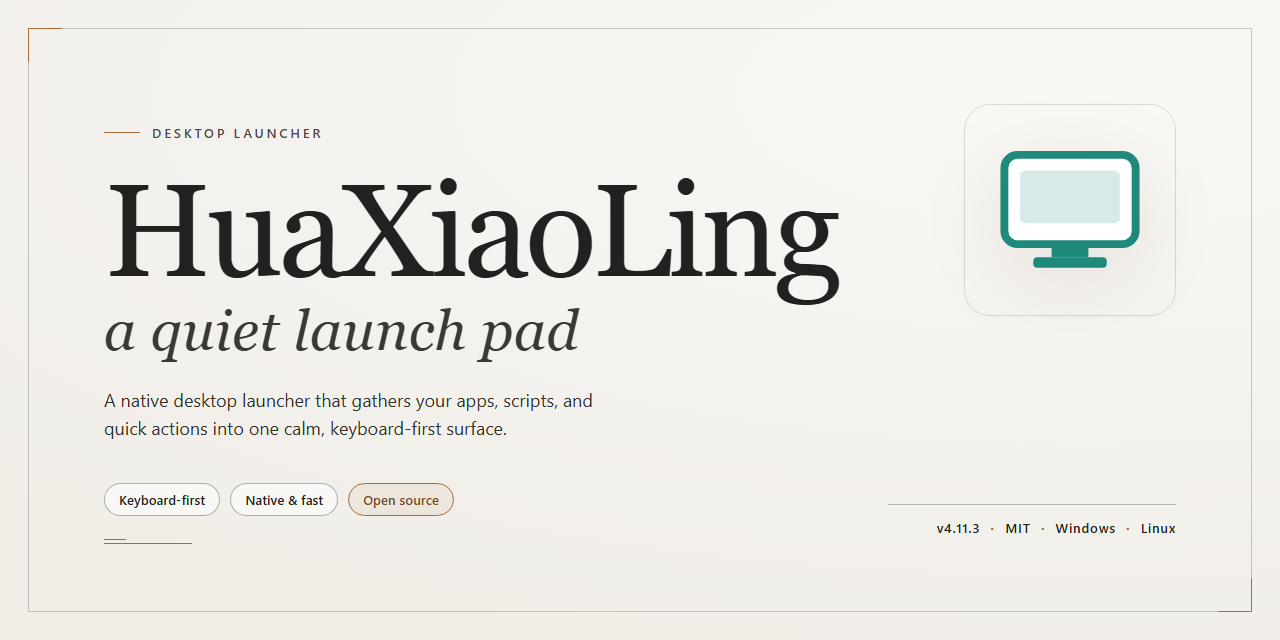 DESKTOP LAUNCHER
HuaXiaoLing
a quiet launch pad
A native desktop launcher that gathers your apps, scripts, and
quick actions into one calm, keyboard-first surface.
Keyboard-first Native & fast Open source
v4.11.3 · MIT · Windows · Linux